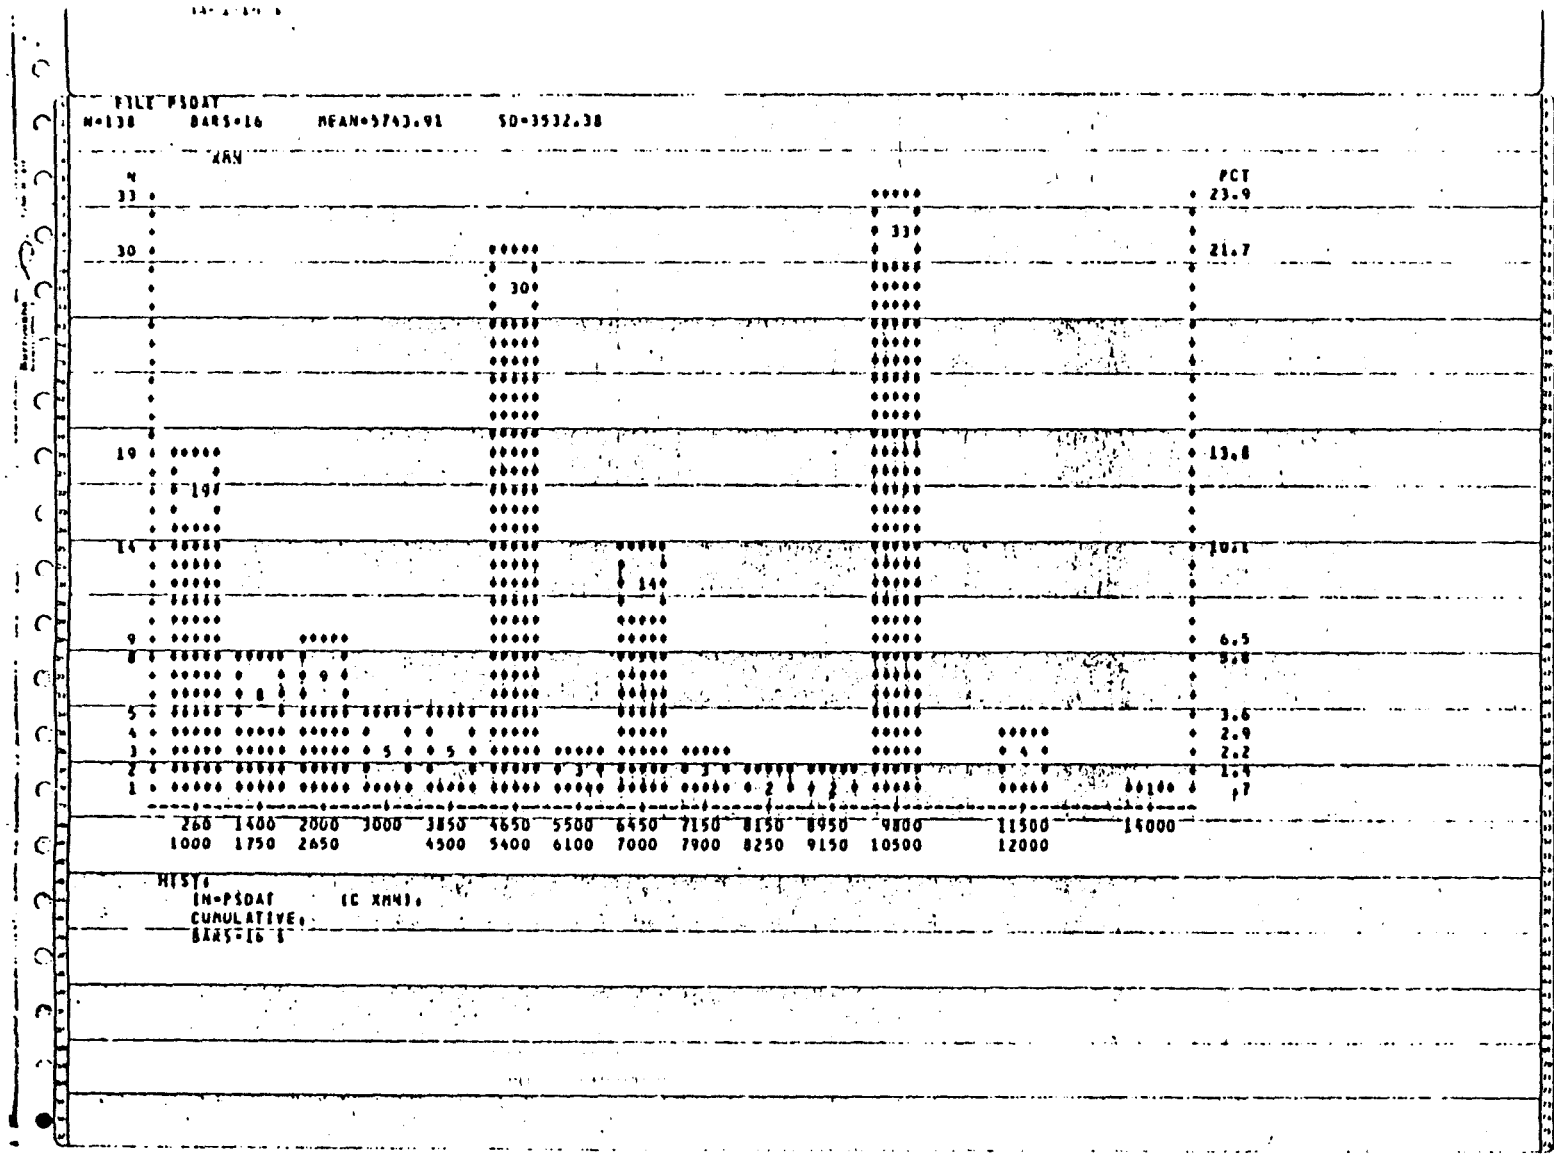 FILE PSDAT
N=138 BARS=16 MEAN=5743.91 SD=3532.38
XMN
N PCT
33 23.9
33
30 21.7
30
19 13.8
19
14 10.1
14
9 6.5
8 5.8
9
8
5 3.6
4 2.9
3 5 5 4 2.2
2 3 3 1.4
1 2 2 1 .7
260 1400 2000 3000 3850 4650 5500 6450 7150 8150 8950 9800 11500 14000
1000 1750 2650 4500 5400 6100 7000 7900 8250 9150 10500 12000
HIST,
IN=PSDAT (C XMN),
CUMULATIVE,
BARS=16 $